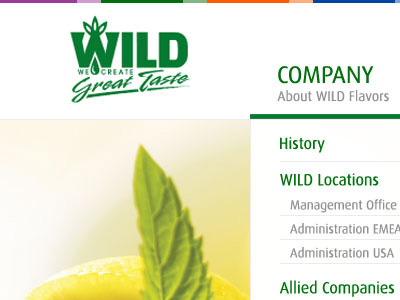 WILD
WE CREATE
Great Taste
COMPANY
About WILD Flavors
History
WILD Locations
Management Office
Administration EMEA
Administration USA
Allied Companies